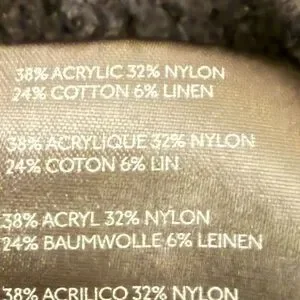 38% ACRYLIC 32% NYLON
24% COTTON 6% LINEN
38% ACRYLIQUE 32% NYLON
24% COTON 6% LIN
38% ACRYL 32% NYLON
24% BAUMWOLLE 6% LEINEN
38% ACRILICO 32% NYLON